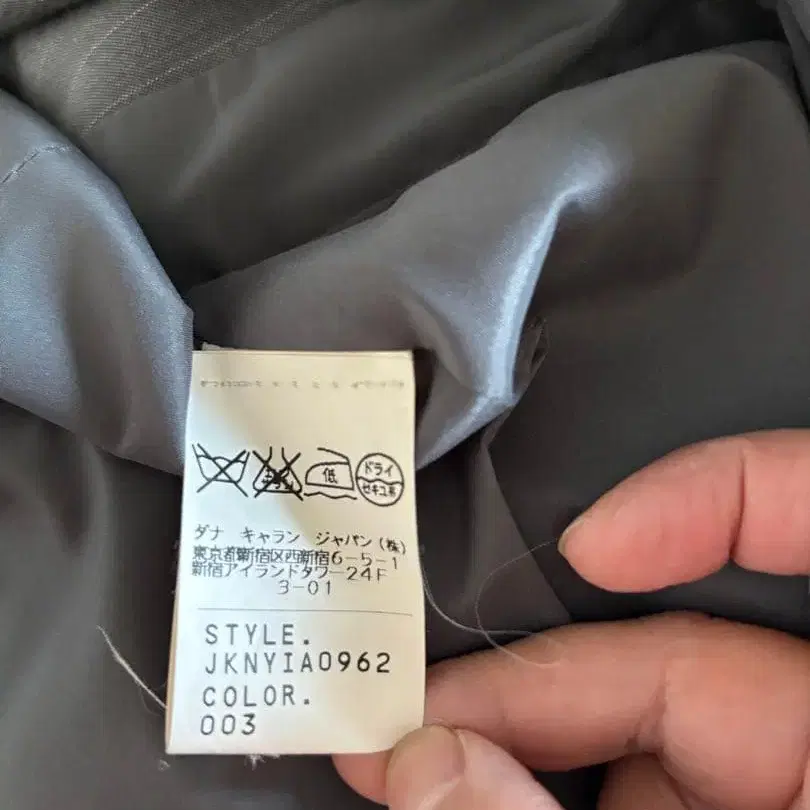 低
ドライ
セキユ系
ダナ キャラン ジャパン(株)
東京都新宿区西新宿6-5-1
新宿アイランドタワー24F
3-01
STYLE.
JKNYIA0962
COLOR.
003